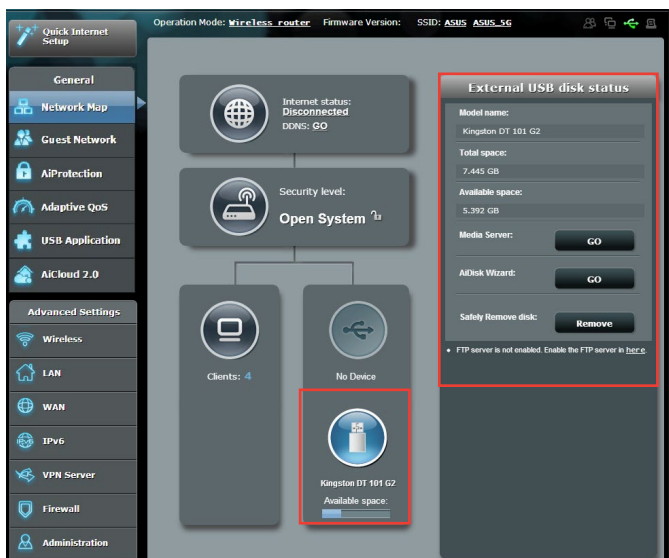 Quick Internet
Setup
Operation Mode: Wireless router Firmware Version: SSID: ASUS ASUS_5G
General
Network Map
Guest Network
AiProtection
Adaptive QoS
USB Application
AiCloud 2.0
Advanced Settings
Wireless
LAN
WAN
IPv6
VPN Server
Firewall
Administration
Internet status:
Disconnected
DDNS: GO
Security level:
Open System
Clients: 4
No Device
Kingston DT 101 G2
Available space:
External USB disk status
Model name:
Kingston DT 101 G2
Total space:
7.445 GB
Available space:
5.392 GB
Media Server: GO
AiDisk Wizard: GO
Safely Remove disk: Remove
• FTP server is not enabled. Enable the FTP server in here.